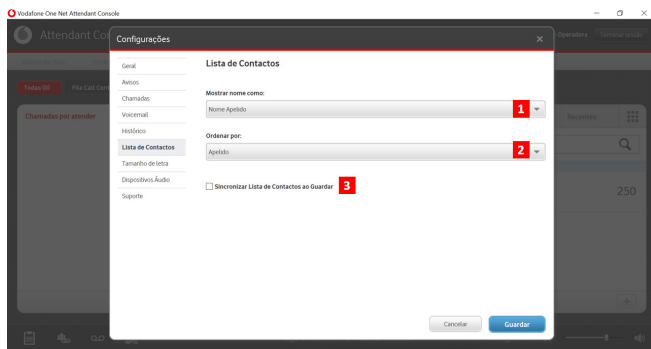 Vodafone One Net Attendant Console
Attendant Con
Operadora
Terminar sessão
Configurações
Todas (0)
Fila Call Cent
Chamadas por atender
Recentes
250
Geral
Avisos
Chamadas
Voicemail
Histórico
Lista de Contactos
Tamanho de letra
Dispositivos Áudio
Suporte
Lista de Contactos
Mostrar nome como:
Nome Apelido
1
Ordenar por:
Apelido
2
Sincronizar Lista de Contactos ao Guardar
3
Cancelar
Guardar